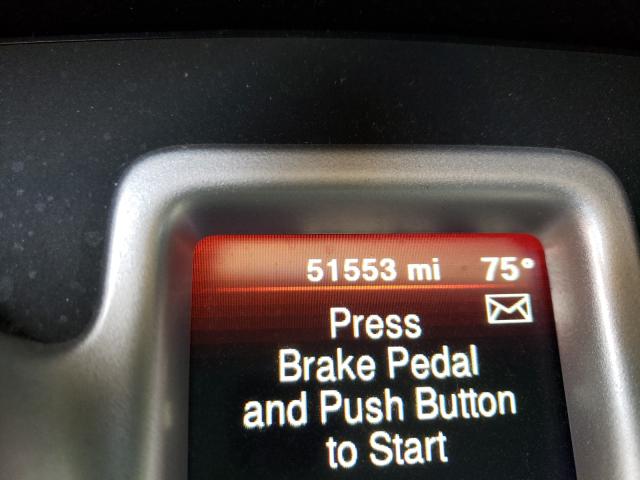 51553 mi 75°
Press
Brake Pedal
and Push Button
to Start